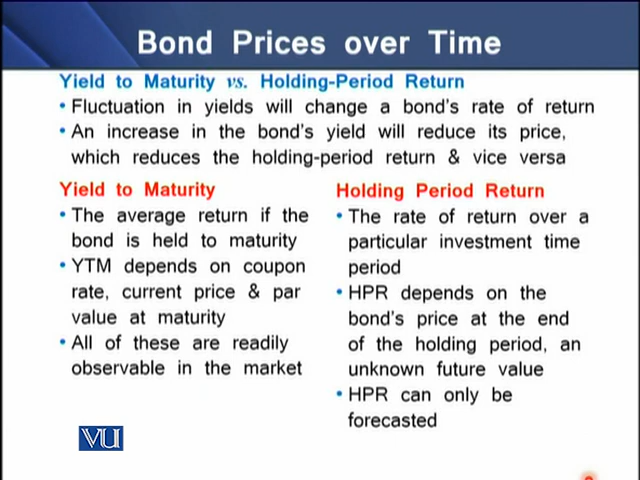 Bond Prices over Time
Yield to Maturity vs. Holding-Period Return
• Fluctuation in yields will change a bond's rate of return
• An increase in the bond's yield will reduce its price,
which reduces the holding-period return & vice versa
Yield to Maturity
• The average return if the
bond is held to maturity
• YTM depends on coupon
rate, current price & par
value at maturity
• All of these are readily
observable in the market
Holding Period Return
• The rate of return over a
particular investment time
period
• HPR depends on the
bond's price at the end
of the holding period, an
unknown future value
• HPR can only be
forecasted
VU